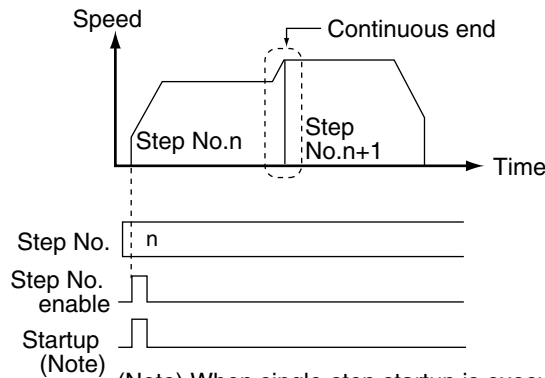 Speed
Continuous end
Step No.n
Step
No.n+1
Time
Step No.
n
Step No.
enable
Startup
(Note)
(Note) When single step startup is